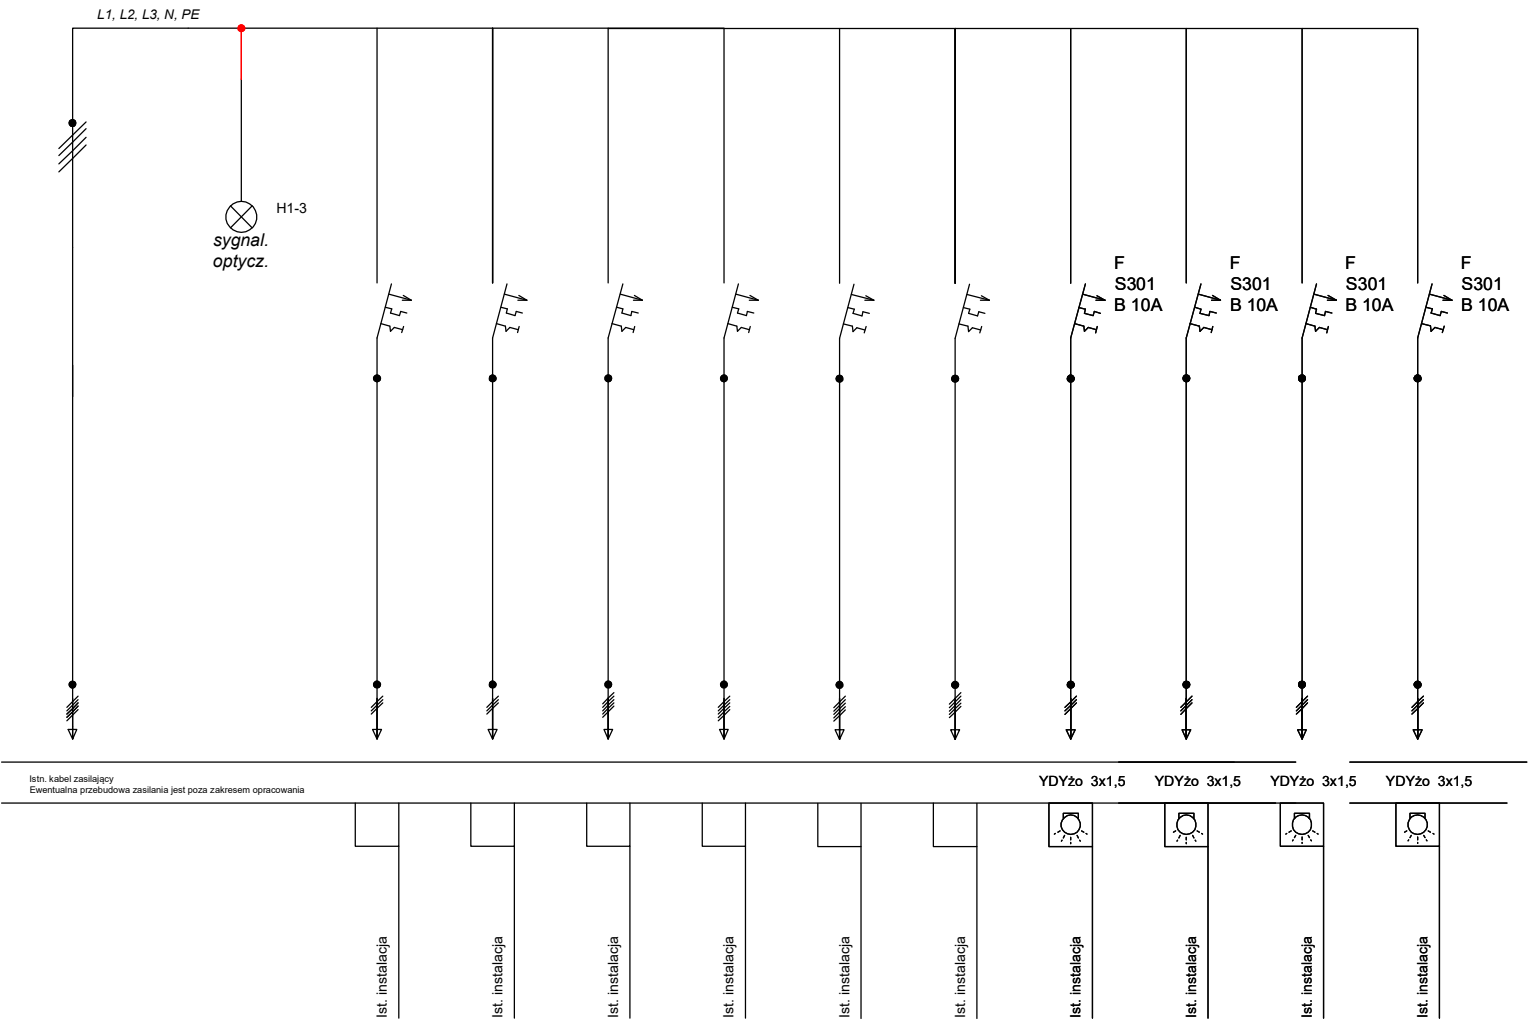 L1, L2, L3, N, PE
H1-3
sygnal.
optycz.
F
S301
B 10A
F
S301
B 10A
F
S301
B 10A
F
S301
B 10A
Istn. kabel zasilający
Ewentualna przebudowa zasilania jest poza zakresem opracowania
YDYżo 3x1,5
YDYżo 3x1,5
YDYżo 3x1,5
YDYżo 3x1,5
Ist. instalacja
Ist. instalacja
Ist. instalacja
Ist. instalacja
Ist. instalacja
Ist. instalacja
Ist. instalacja
Ist. instalacja
Ist. instalacja
Ist. instalacja